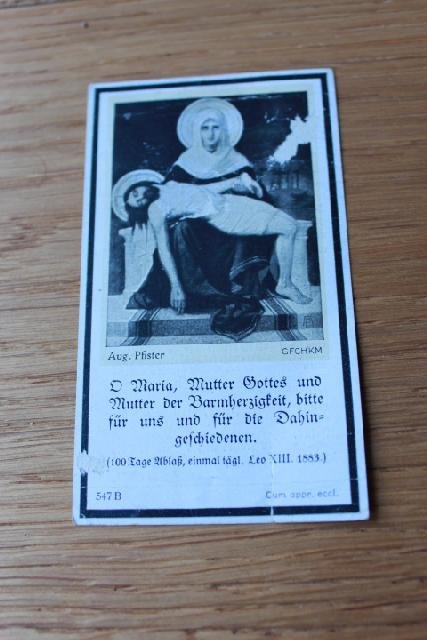 Aug. Pfister
GFCHKM
O Maria, Mutter Gottes und
Mutter der Barmherzigkeit, bitte
für uns und für die Dahin=
geschiedenen.
(100 Tage Ablaß, einmal tägl. Leo XIII. 1883.)
547 B
Cum appr. eccl.